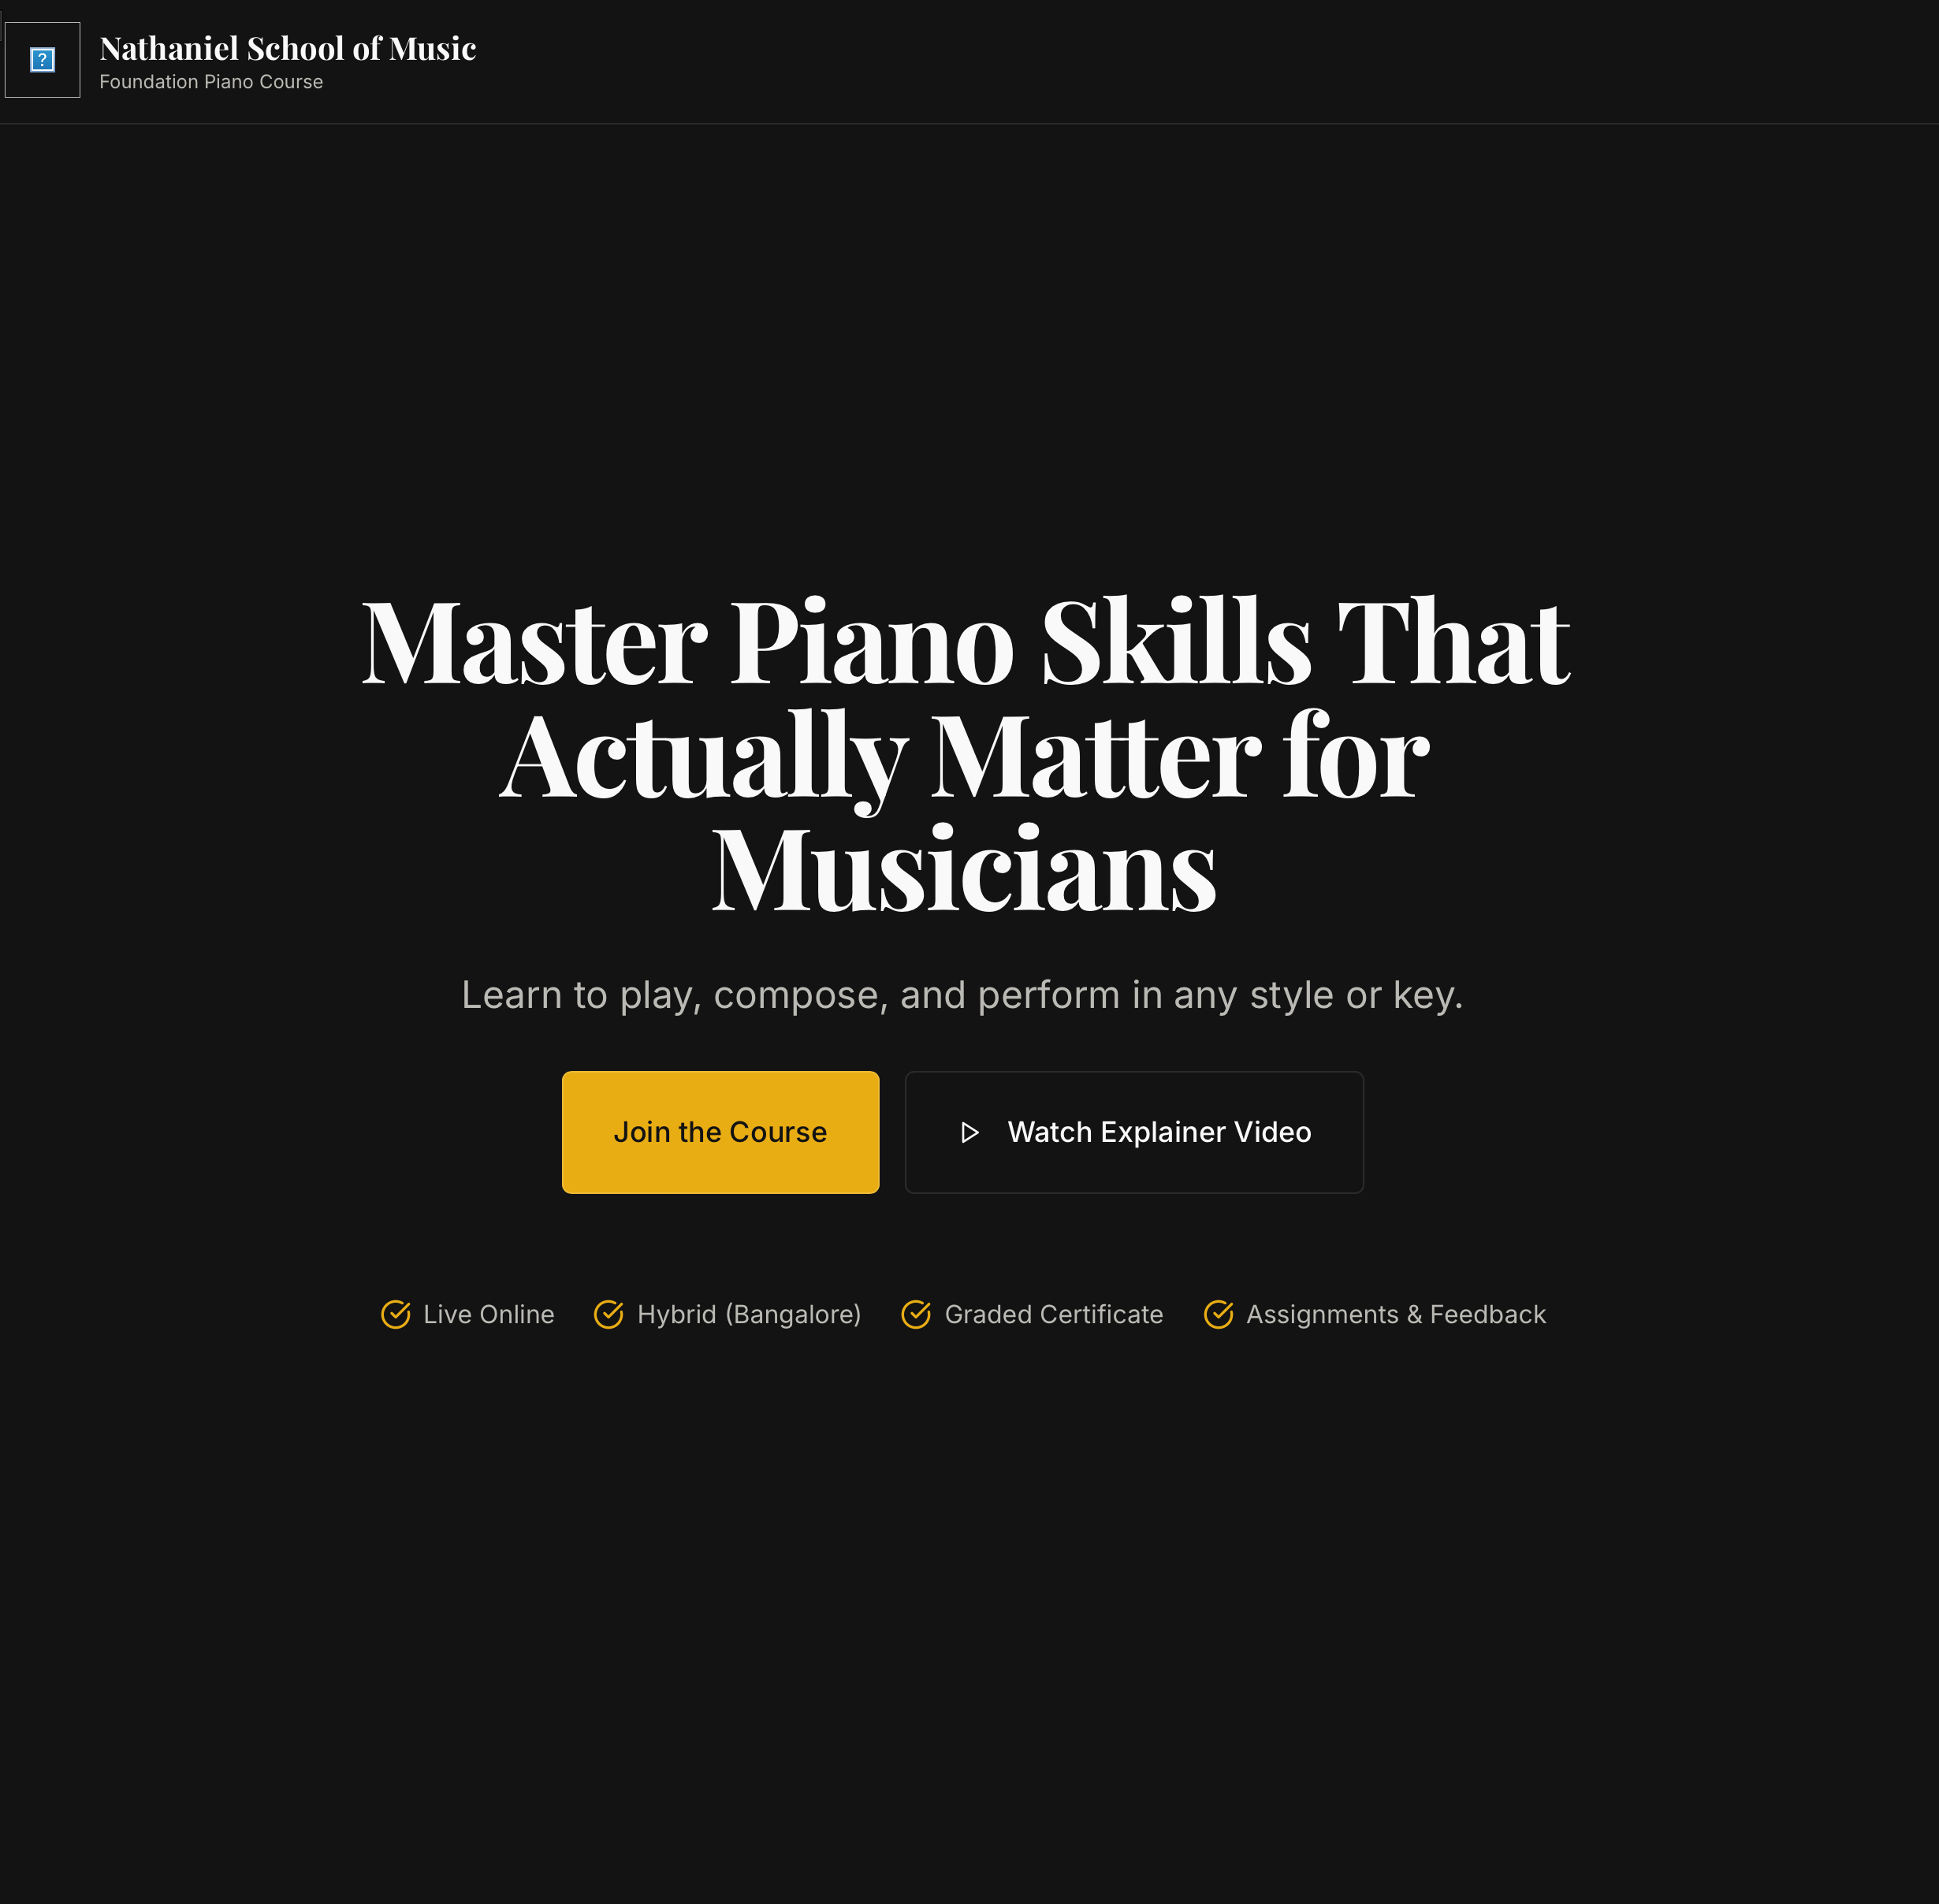 Nathaniel School of Music
Foundation Piano Course
Master Piano Skills That
Actually Matter for
Musicians
Learn to play, compose, and perform in any style or key.
Join the Course
Watch Explainer Video
Live Online
Hybrid (Bangalore)
Graded Certificate
Assignments & Feedback